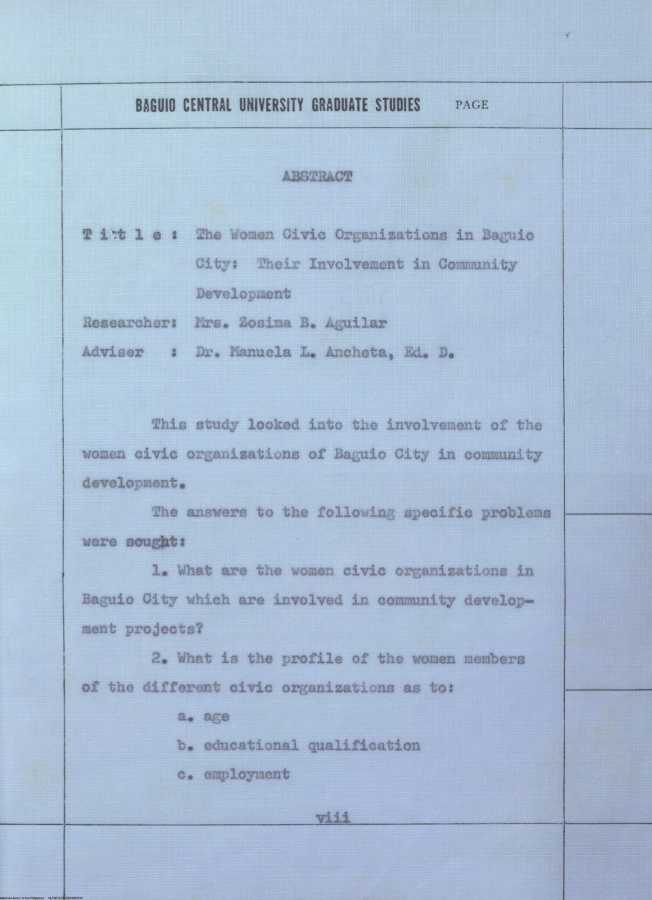 BAGUIO CENTRAL UNIVERSITY GRADUATE STUDIES PAGE
ABSTRACT
T i t l e : The Women Civic Organizations in Baguio
City: Their Involvement in Community
Development
Researcher: Mrs. Zosima B. Aguilar
Adviser : Dr. Manuela L. Ancheta, Ed. D.
This study looked into the involvement of the
women civic organizations of Baguio City in community
development.
The answers to the following specific problems
were sought:
1. What are the women civic organizations in
Baguio City which are involved in community develop-
ment projects?
2. What is the profile of the women members
of the different civic organizations as to:
a. age
b. educational qualification
c. employment
viii